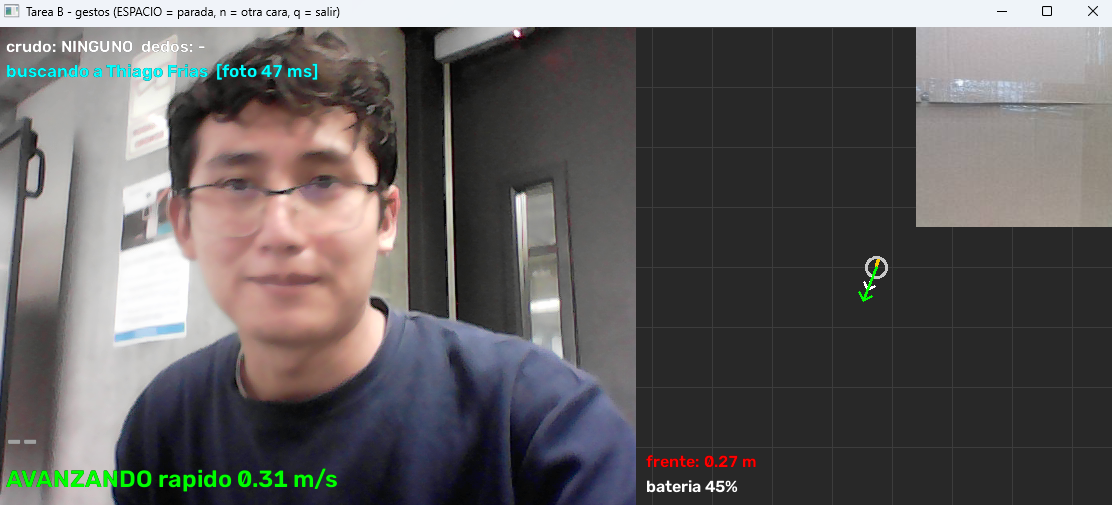 Tarea B - gestos (ESPACIO = parada, n = otra cara, q = salir)
crudo: NINGUNO dedos: -
buscando a Thiago Frias [foto 47 ms]
--
AVANZANDO rapido 0.31 m/s
frente: 0.27 m
bateria 45%